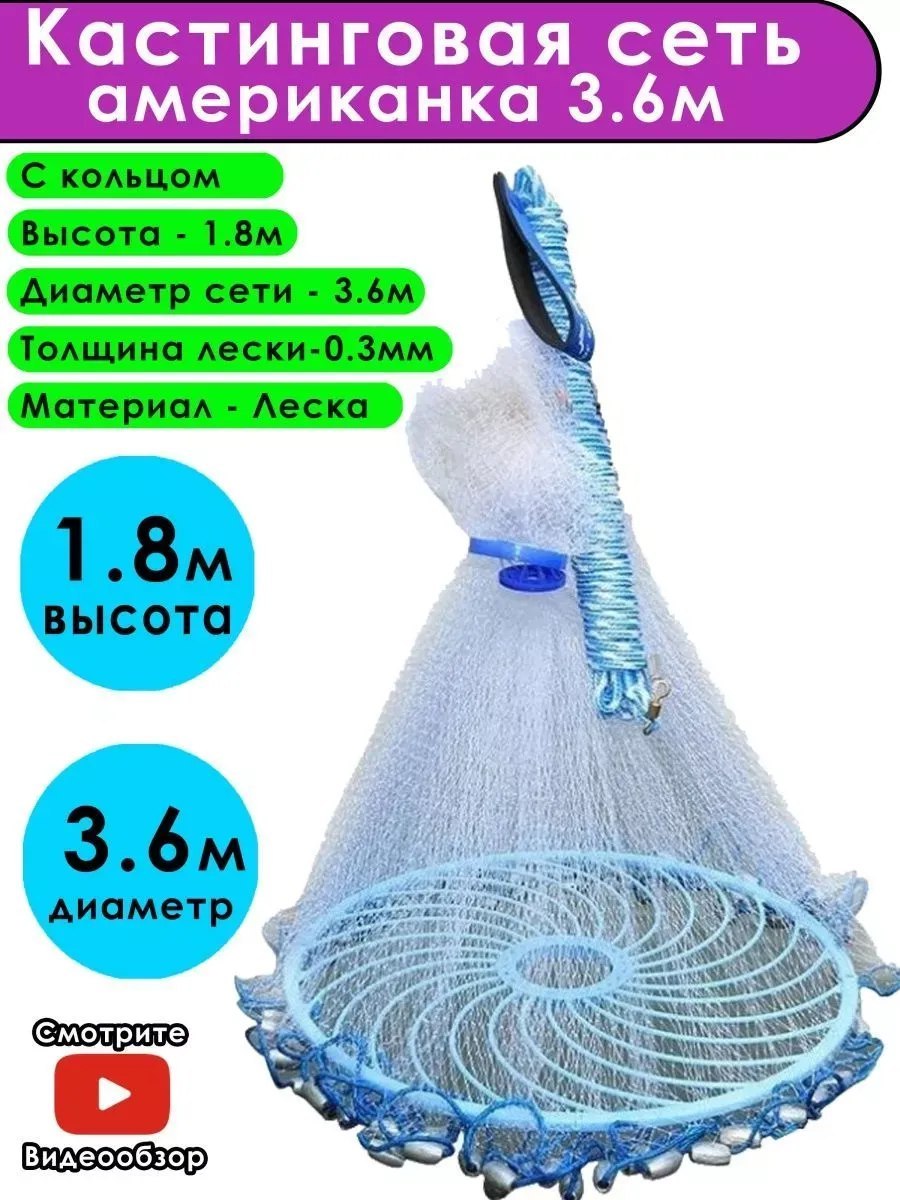 Кастинговая сеть
американка 3.6м
С кольцом
Высота - 1.8м
Диаметр сети - 3.6м
Толщина лески-0.3мм
Материал - Леска
1.8м
высота
3.6м
диаметр
Смотрите
Видеообзор